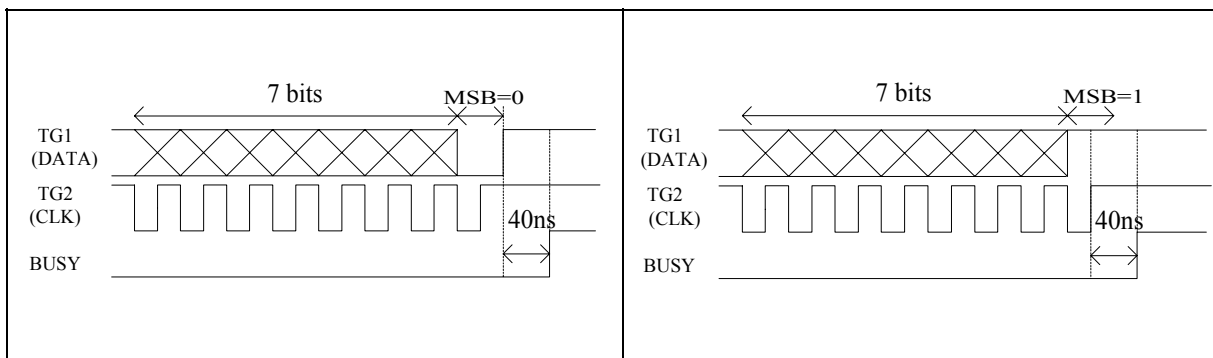 7 bits
MSB=0
TG1
(DATA)
TG2
(CLK)
40ns
BUSY
7 bits
MSB=1
TG1
(DATA)
TG2
(CLK)
40ns
BUSY